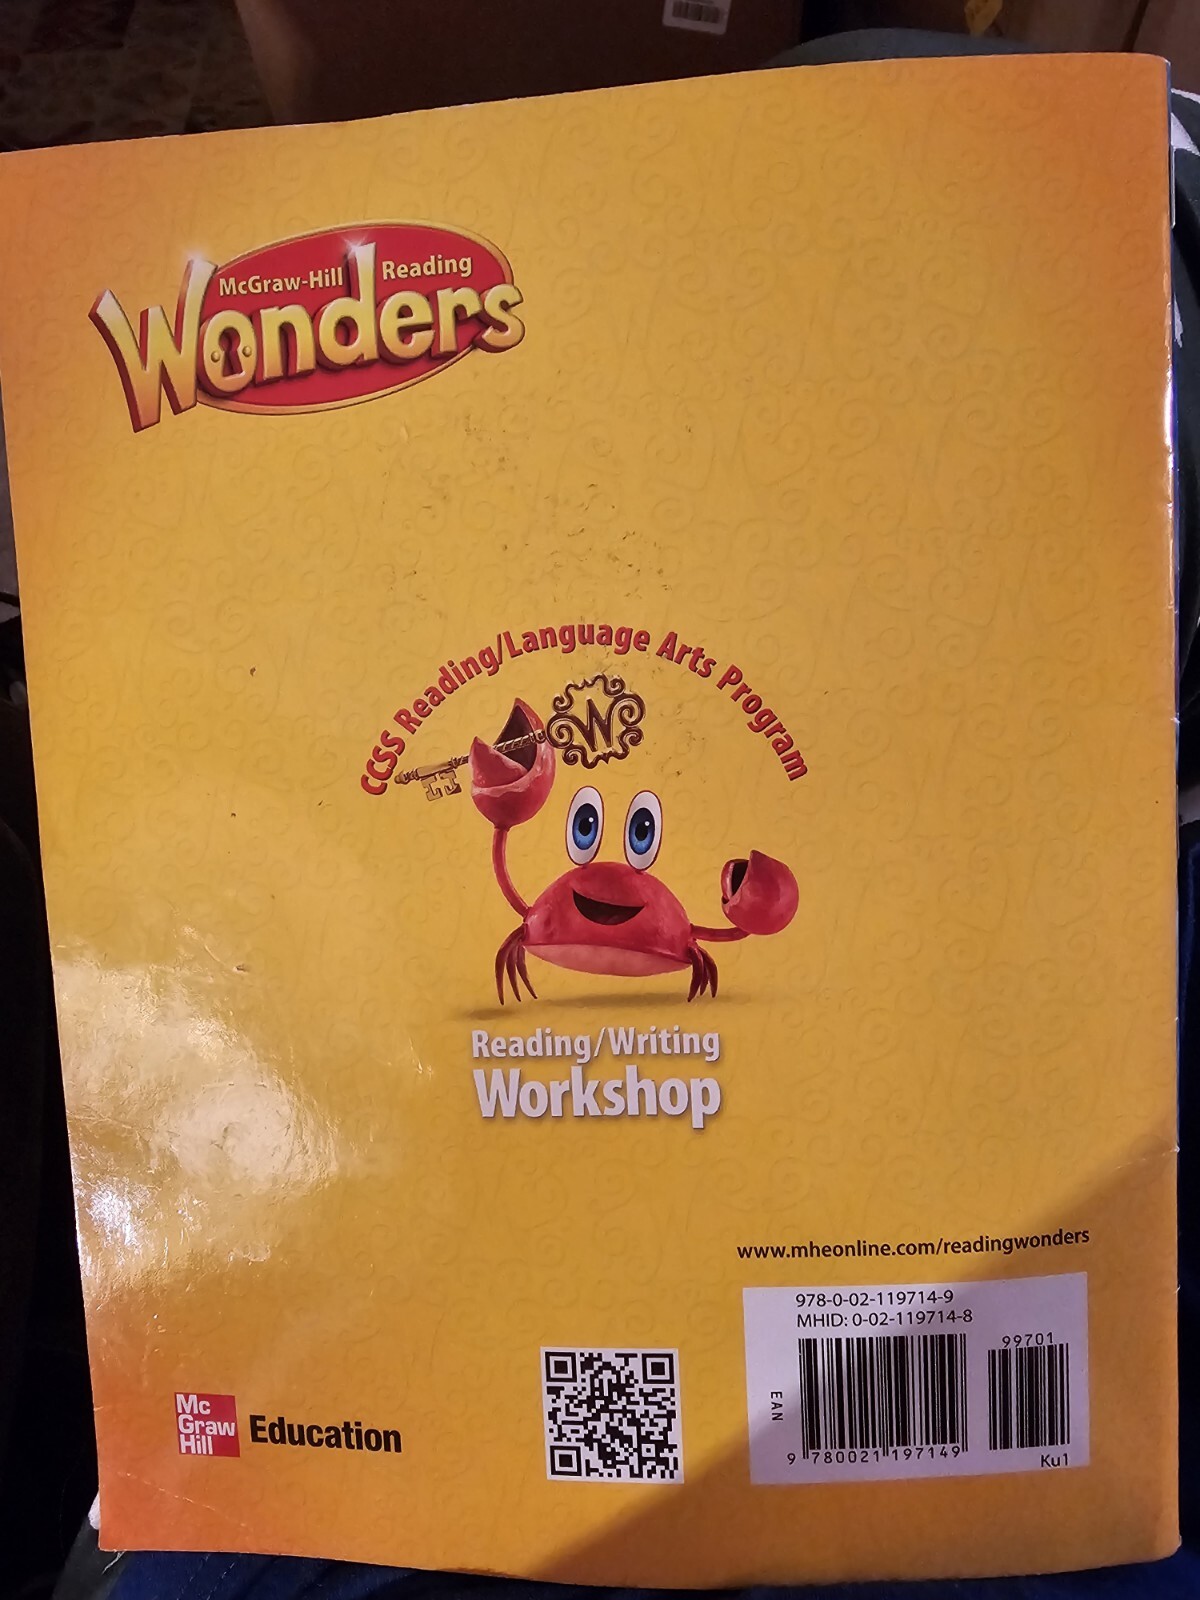 McGraw-Hill Reading
Wonders
CCSS Reading/Language Arts Program
W
Reading/Writing
Workshop
www.mheonline.com/readingwonders
978-0-02-119714-9
MHID: 0-02-119714-8
99701
EAN
9 780021 197149
Ku1
Mc
Graw
Hill
Education